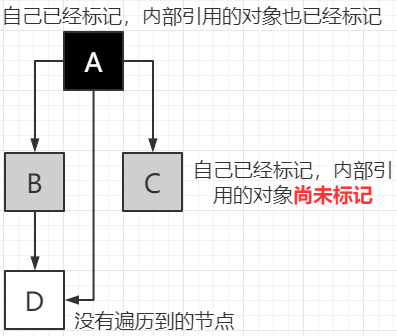 自己已经标记，内部引用的对象也已经标记
A
B
C
自己已经标记，内部引
用的对象尚未标记
D
没有遍历到的节点